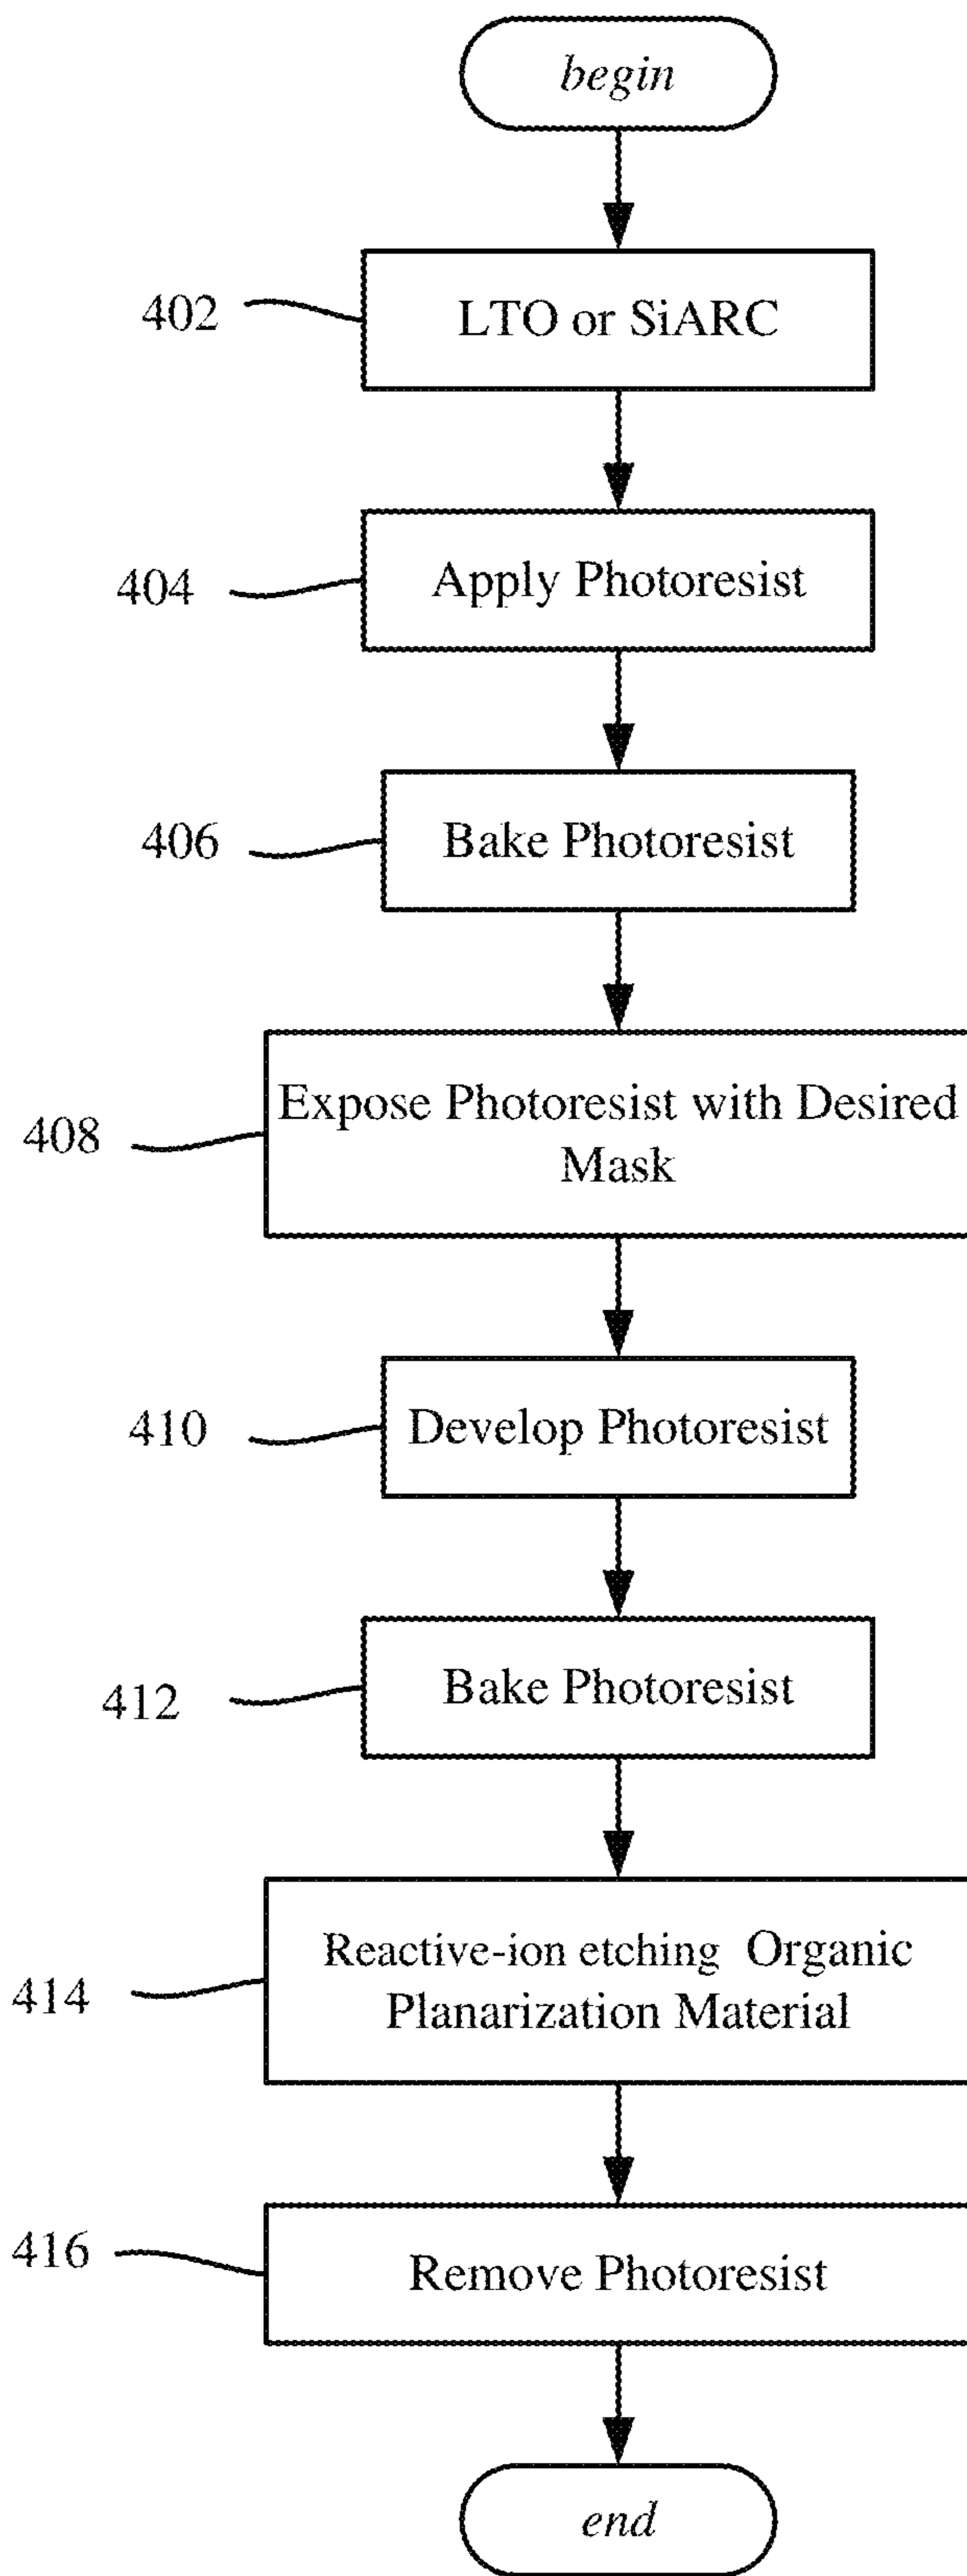 begin
402 LTO or SiARC
404 Apply Photoresist
406 Bake Photoresist
Expose Photoresist with Desired
408 Mask
410 Develop Photoresist
412 Bake Photoresist
Reactive-ion etching Organic
414 Planarization Material
416 Remove Photoresist
end